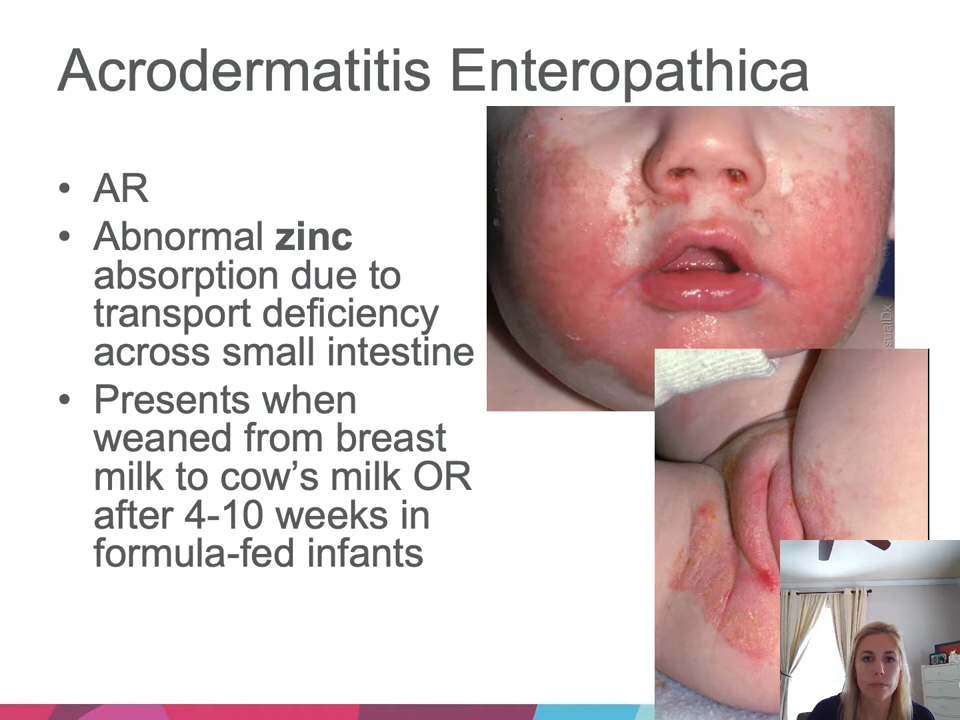 Acrodermatitis Enteropathica
• AR
• Abnormal zinc
absorption due to
transport deficiency
across small intestine
• Presents when
weaned from breast
milk to cow’s milk OR
after 4-10 weeks in
formula-fed infants
sualDx